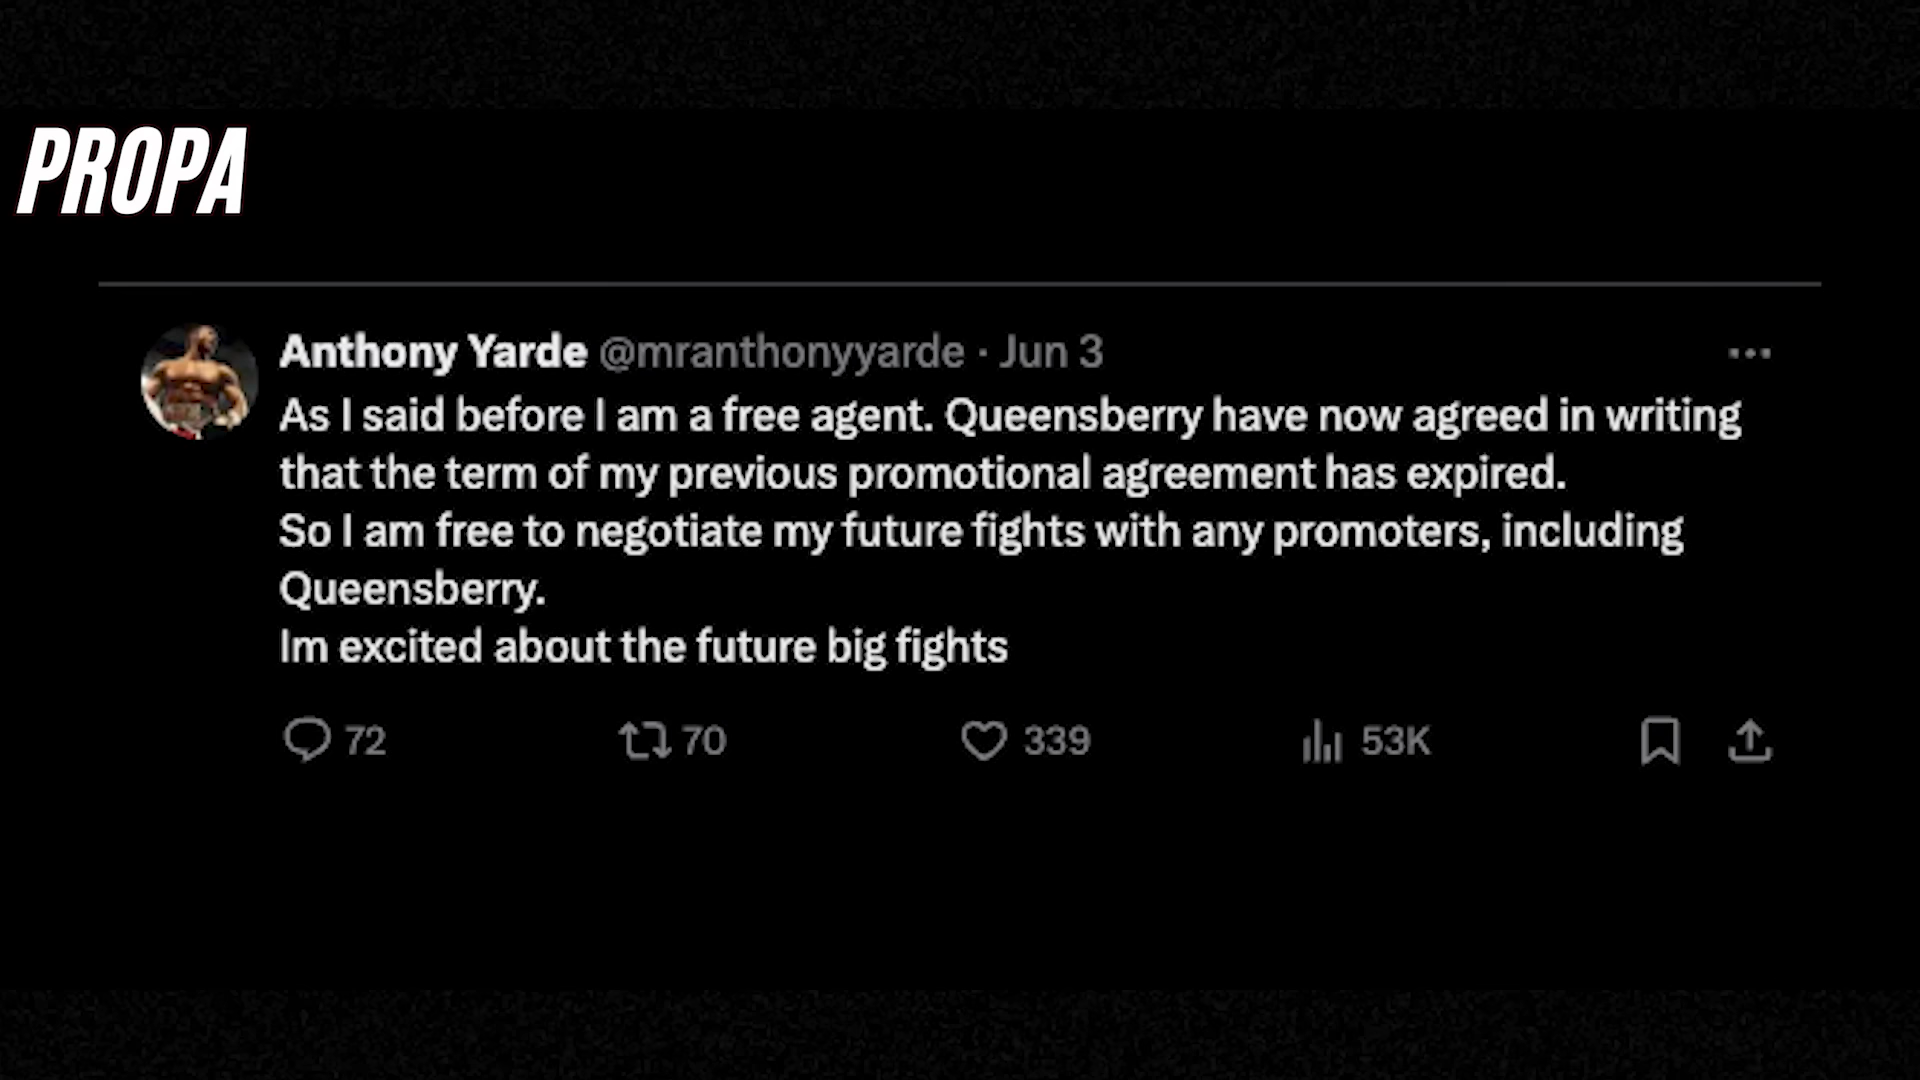 PROPA
Anthony Yarde @mranthonyyarde · Jun 3
As I said before I am a free agent. Queensberry have now agreed in writing
that the term of my previous promotional agreement has expired.
So I am free to negotiate my future fights with any promoters, including
Queensberry.
Im excited about the future big fights
72 70 339 53K